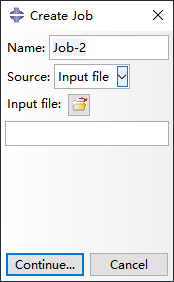 Create Job
Name: Job-2
Source: Input file
Input file:
Continue... Cancel